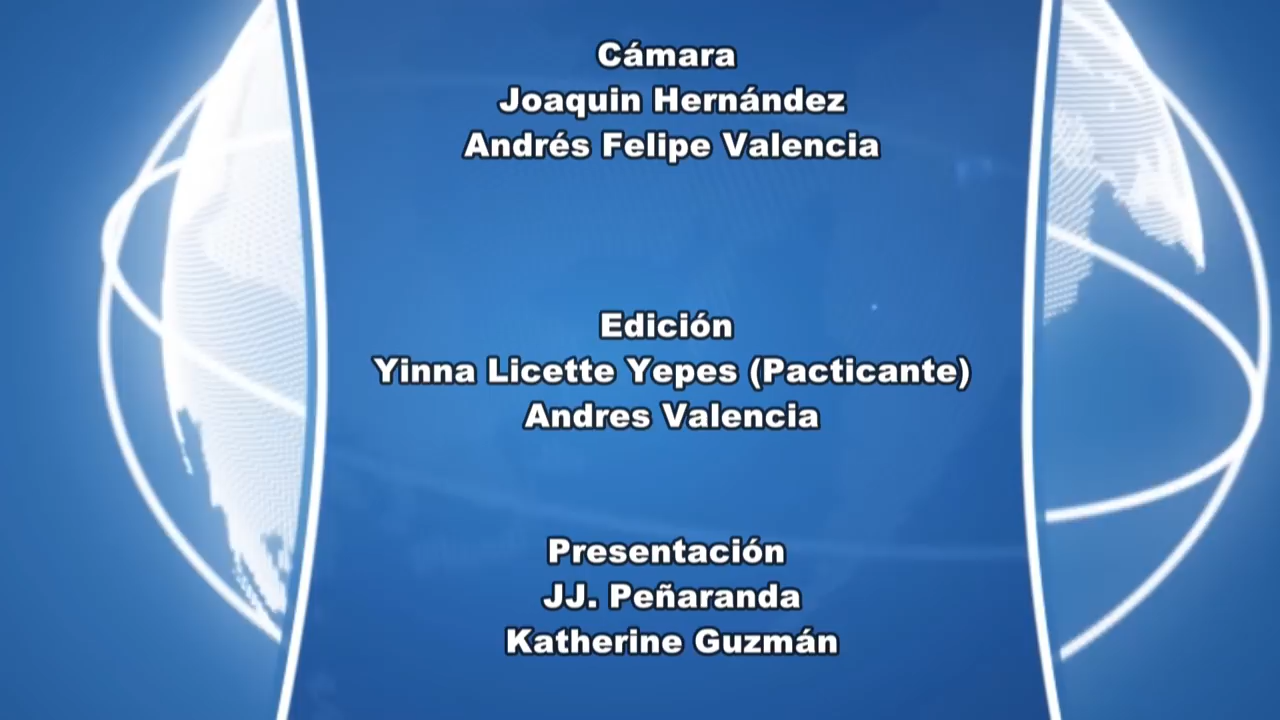 Cámara
Joaquin Hernández
Andrés Felipe Valencia
Edición
Yinna Licette Yepes (Pacticante)
Andres Valencia
Presentación
JJ. Peñaranda
Katherine Guzmán